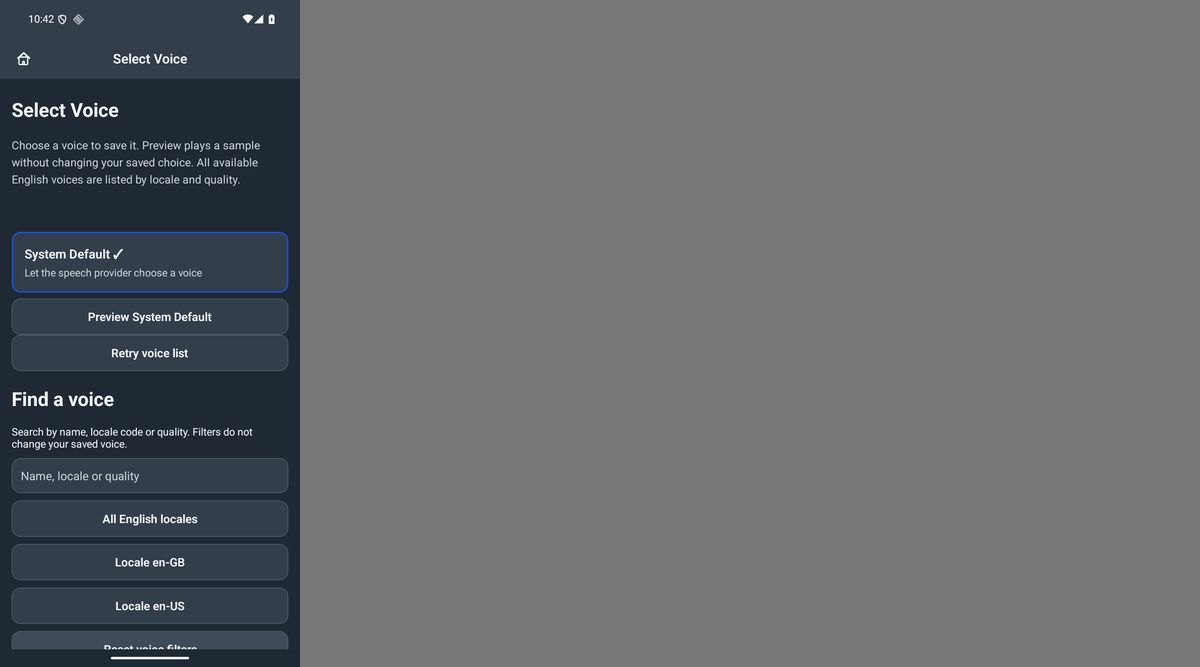 10:42
Select Voice
Select Voice
Choose a voice to save it. Preview plays a sample
without changing your saved choice. All available
English voices are listed by locale and quality.
System Default ✓
Let the speech provider choose a voice
Preview System Default
Retry voice list
Find a voice
Search by name, locale code or quality. Filters do not
change your saved voice.
Name, locale or quality
All English locales
Locale en-GB
Locale en-US
Reset voice filters